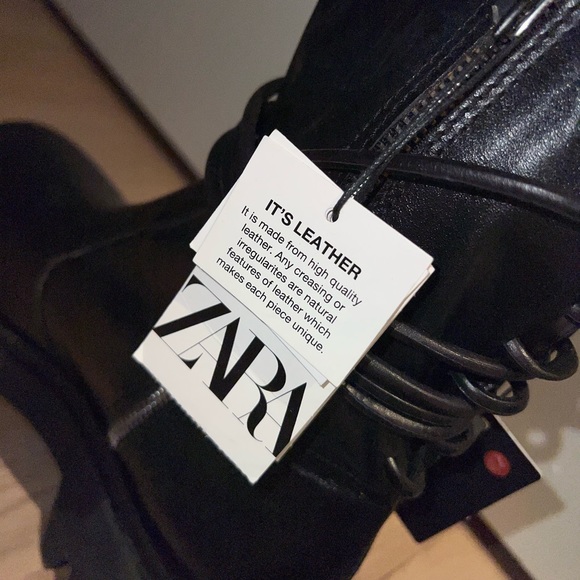 IT'S LEATHER
It is made from high quality
leather. Any creasing or
irregularites are natural
features of leather which
makes each piece unique.
ZARA